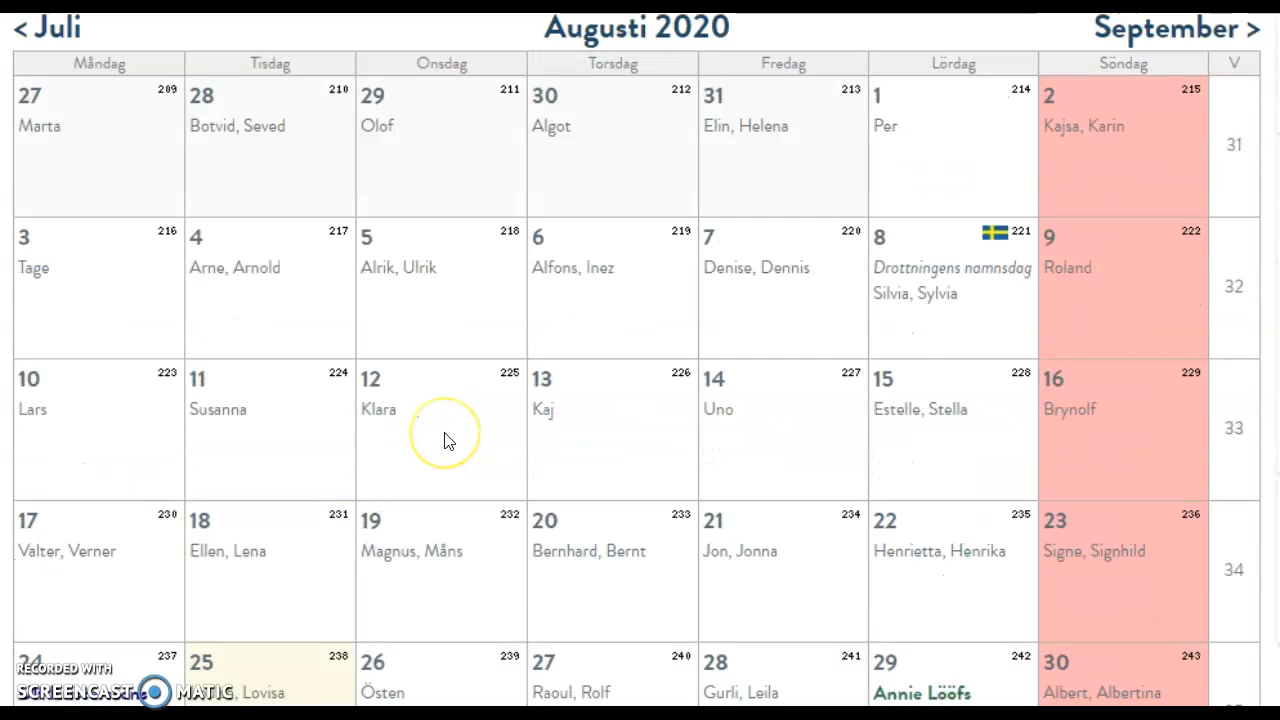 < Juli Augusti 2020 September >
Måndag Tisdag Onsdag Torsdag Fredag Lördag Söndag V
27 209 28 210 29 211 30 212 31 213 1 214 2 215
Marta Botvid, Seved Olof Algot Elin, Helena Per Kajsa, Karin
31
3 216 4 217 5 218 6 219 7 220 8 221 9 222
Tage Arne, Arnold Alrik, Ulrik Alfons, Inez Denise, Dennis Drottningens namnsdag Roland
Silvia, Sylvia 32
10 223 11 224 12 225 13 226 14 227 15 228 16 229
Lars Susanna Klara Kaj Uno Estelle, Stella Brynolf
33
17 230 18 231 19 232 20 233 21 234 22 235 23 236
Valter, Verner Ellen, Lena Magnus, Måns Bernhard, Bernt Jon, Jonna Henrietta, Henrika Signe, Signhild
34
24 237 25 238 26 239 27 240 28 241 29 242 30 243
RECORDED WITH
SCREENCAST MATIC Lovisa Östen Raoul, Rolf Gurli, Leila Annie Lööfs Albert, Albertina